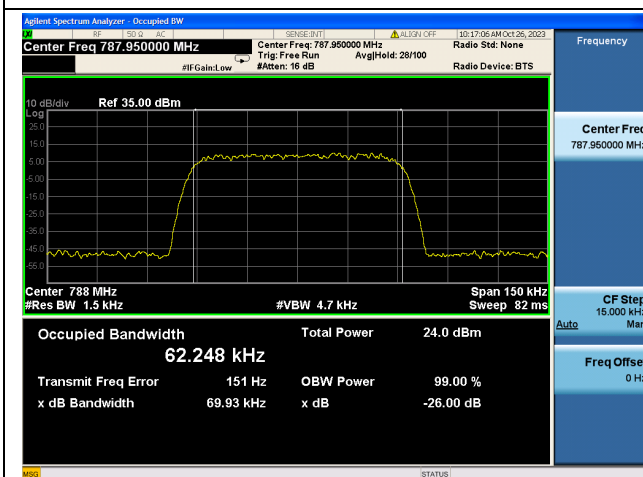 Agilent Spectrum Analyzer - Occupied BW
LXI RF 50 Ω AC SENSE:INT ALIGN OFF 10:17:06 AM Oct 26, 2023
Center Freq 787.950000 MHz Center Freq: 787.950000 MHz Radio Std: None
Trig: Free Run Avg|Hold: 28/100
#IFGain:Low #Atten: 16 dB Radio Device: BTS
10 dB/div Ref 35.00 dBm
Log
25.0
15.0
5.00
-5.00
-15.0
-25.0
-35.0
-45.0
-55.0
Center 788 MHz Span 150 kHz
#Res BW 1.5 kHz #VBW 4.7 kHz Sweep 82 ms
Occupied Bandwidth Total Power 24.0 dBm
62.248 kHz
Transmit Freq Error 151 Hz OBW Power 99.00 %
x dB Bandwidth 69.93 kHz x dB -26.00 dB
MSG STATUS
Frequency
Center Freq
787.950000 MHz
CF Step
15.000 kHz
Auto Man
Freq Offset
0 Hz